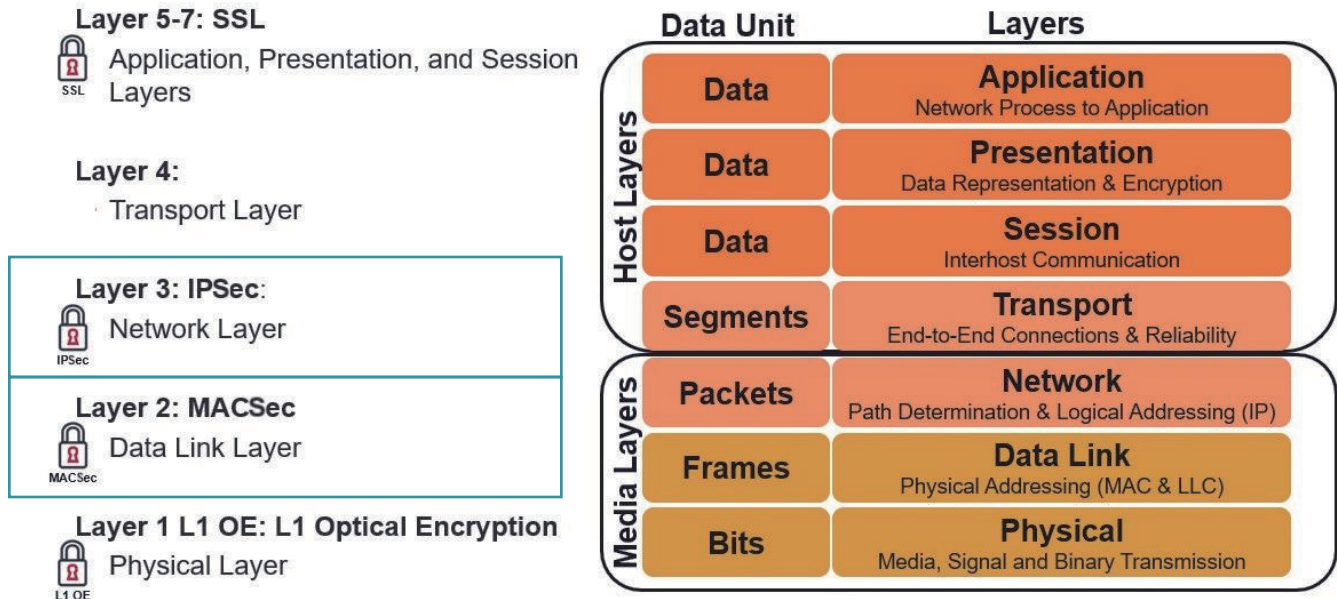 Layer 5-7: SSL
SSL
Application, Presentation, and Session
Layers
Layer 4:
Transport Layer
Layer 3: IPSec:
IPSec
Network Layer
Layer 2: MACSec
MACSec
Data Link Layer
Layer 1 L1 OE: L1 Optical Encryption
L1 OE
Physical Layer
Data Unit
Layers
Host Layers
Data
Application
Network Process to Application
Data
Presentation
Data Representation & Encryption
Data
Session
Interhost Communication
Segments
Transport
End-to-End Connections & Reliability
Media Layers
Packets
Network
Path Determination & Logical Addressing (IP)
Frames
Data Link
Physical Addressing (MAC & LLC)
Bits
Physical
Media, Signal and Binary Transmission